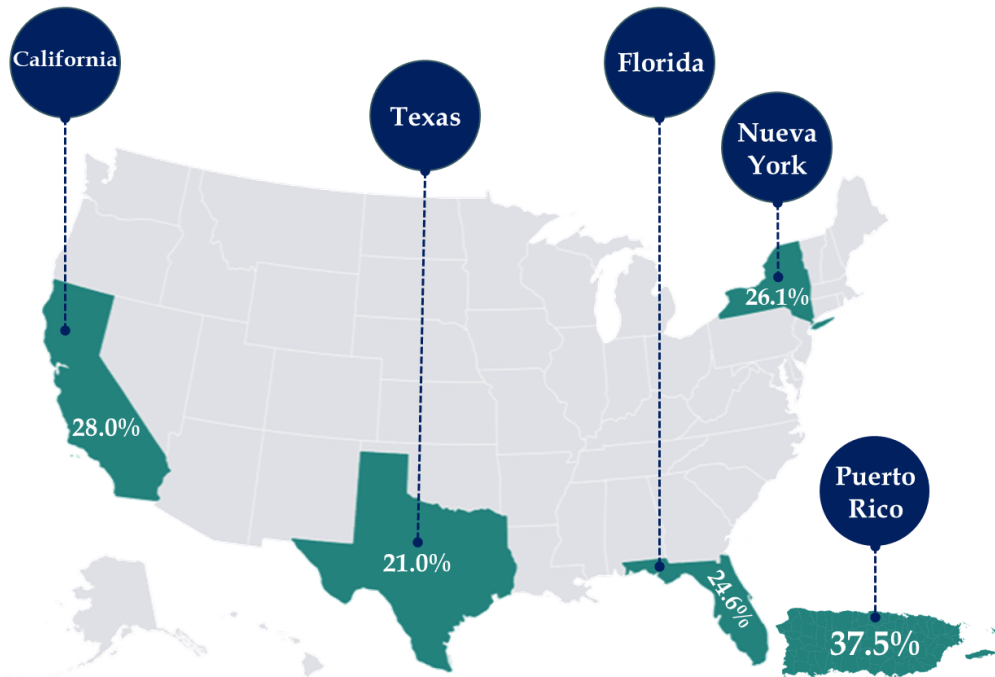 California
Florida
Texas
Nueva
York
26.1%
28.0%
Puerto
Rico
21.0%
24.6%
37.5%